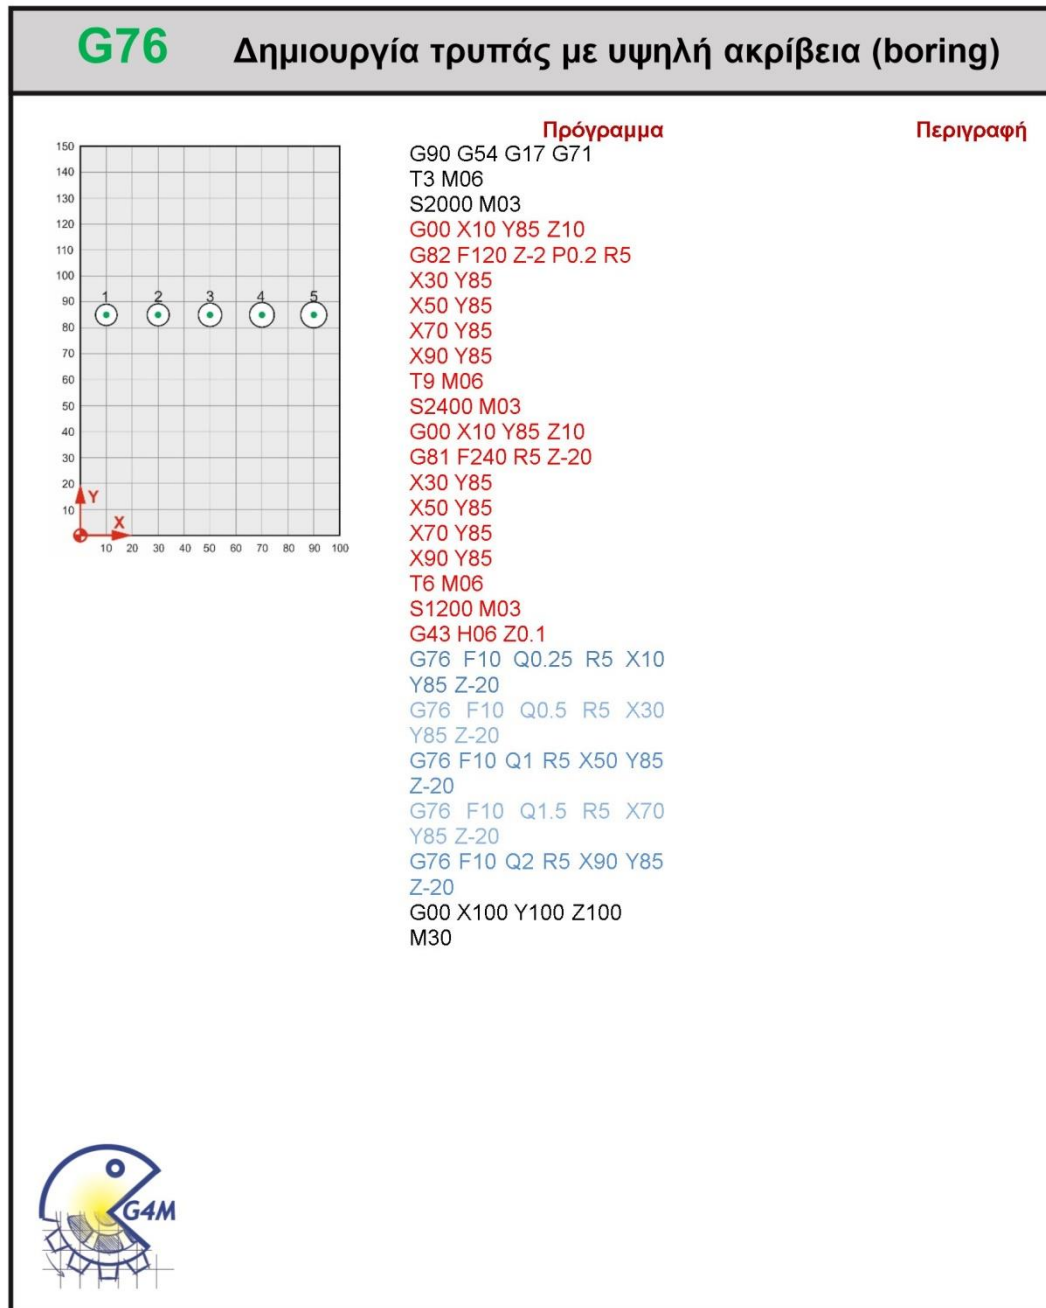 G76 Δημιουργία τρυπάς με υψηλή ακρίβεια (boring)
Πρόγραμμα Περιγραφή
G90 G54 G17 G71
T3 M06
S2000 M03
G00 X10 Y85 Z10
G82 F120 Z-2 P0.2 R5
X30 Y85
X50 Y85
X70 Y85
X90 Y85
T9 M06
S2400 M03
G00 X10 Y85 Z10
G81 F240 R5 Z-20
X30 Y85
X50 Y85
X70 Y85
X90 Y85
T6 M06
S1200 M03
G43 H06 Z0.1
G76 F10 Q0.25 R5 X10
Y85 Z-20
G76 F10 Q0.5 R5 X30
Y85 Z-20
G76 F10 Q1 R5 X50 Y85
Z-20
G76 F10 Q1.5 R5 X70
Y85 Z-20
G76 F10 Q2 R5 X90 Y85
Z-20
G00 X100 Y100 Z100
M30
150
140
130
120
110
100
90
80
70
60
50
40
30
20
10
1 2 3 4 5
Y
X
10 20 30 40 50 60 70 80 90 100
G4M